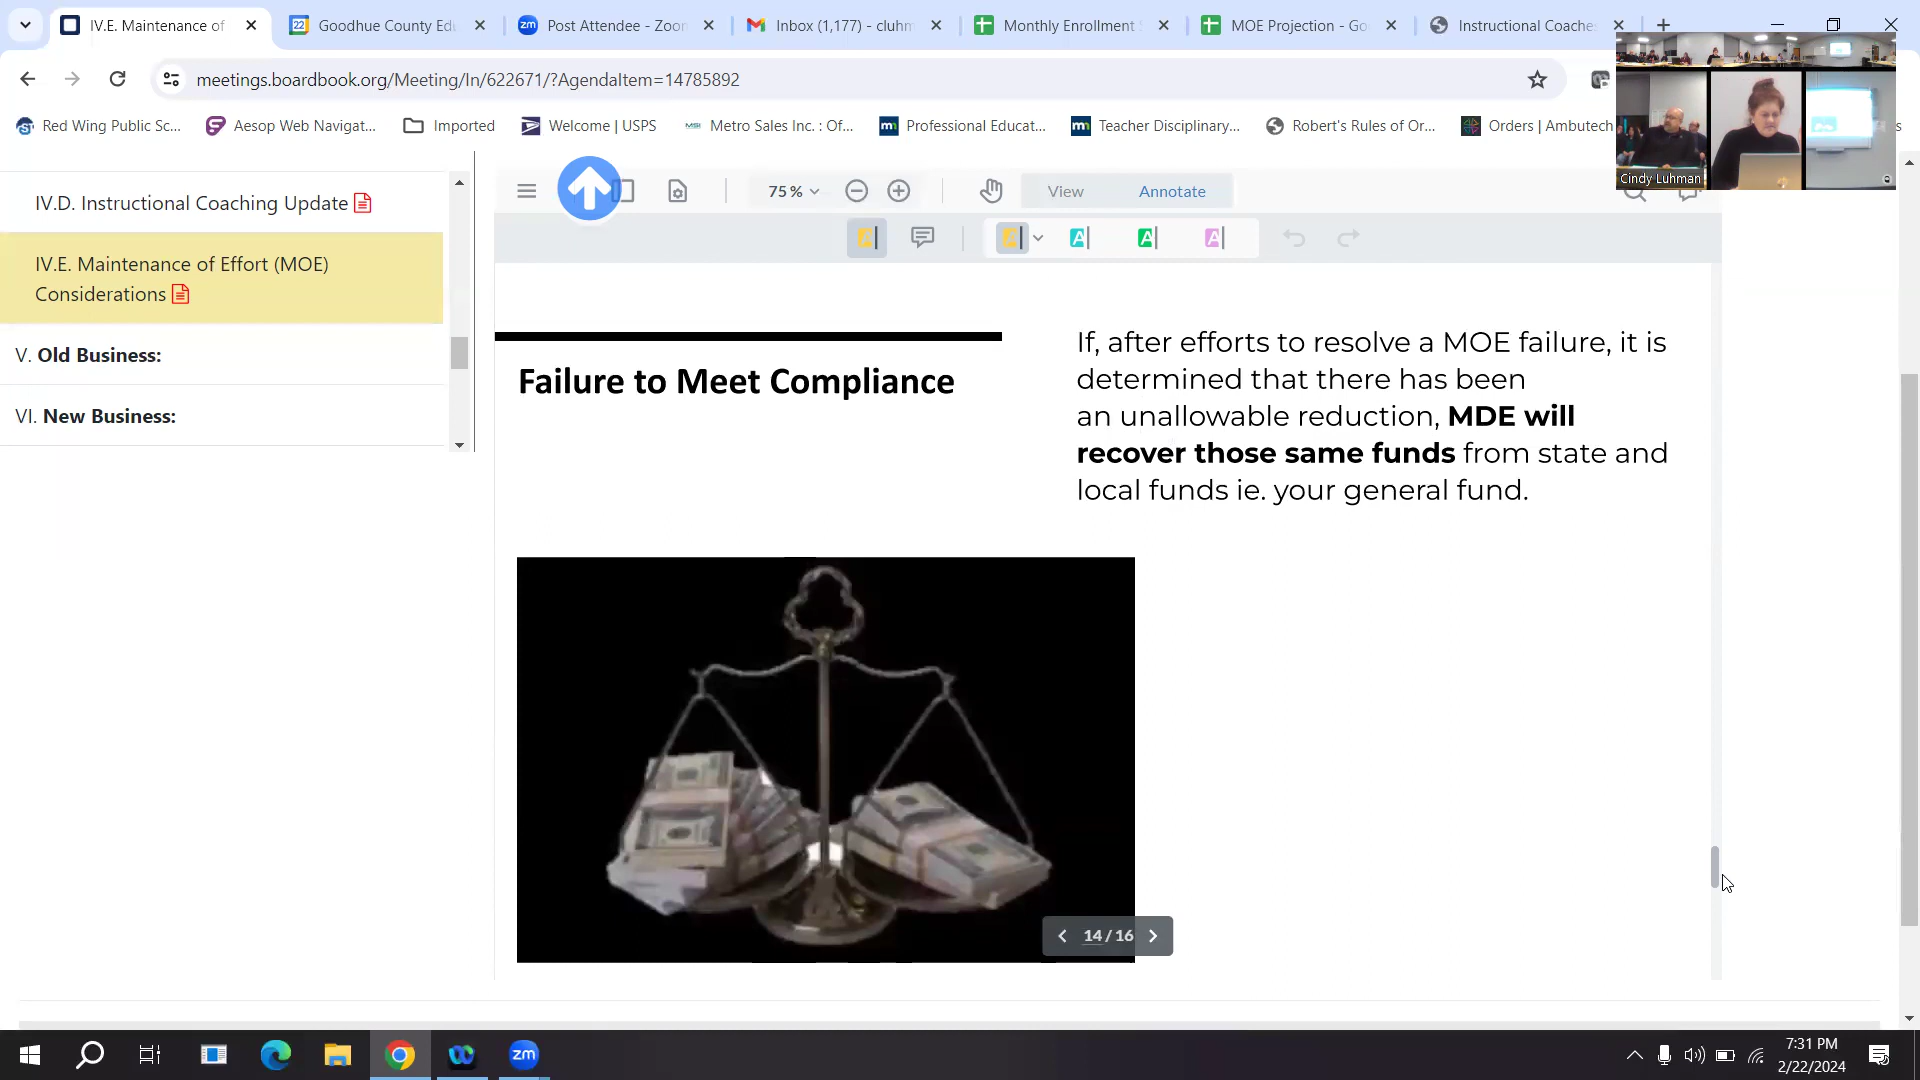 IV.E. Maintenance of
Goodhue County Edu
Post Attendee - Zoom
Inbox (1,177) - cluhm
Monthly Enrollment S
MOE Projection - Goo
Instructional Coache
meetings.boardbook.org/Meeting/In/622671/?AgendaItem=14785892
Red Wing Public Sc...
Aesop Web Navigat...
Imported
Welcome | USPS
Metro Sales Inc. : Of...
Professional Educat...
Teacher Disciplinary...
Robert's Rules of Or...
Orders | Ambutech
Cindy Luhman
IV.D. Instructional Coaching Update
IV.E. Maintenance of Effort (MOE)
Considerations
V. Old Business:
VI. New Business:
75 %
View
Annotate
Failure to Meet Compliance
If, after efforts to resolve a MOE failure, it is
determined that there has been
an unallowable reduction, MDE will
recover those same funds from state and
local funds ie. your general fund.
14 / 16
7:31 PM
2/22/2024